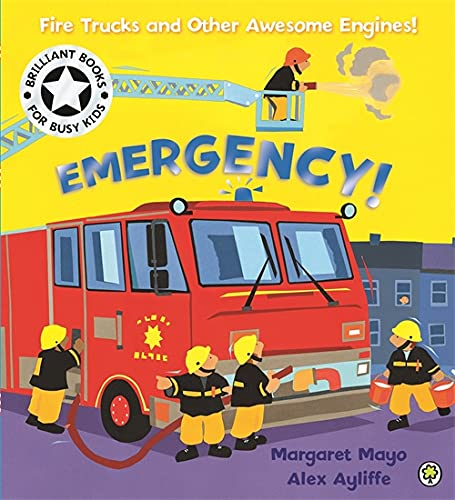 Fire Trucks and Other Awesome Engines!
BRILLIANT BOOKS
FOR BUSY KIDS
EMERGENCY!
Margaret Mayo
Alex Ayliffe